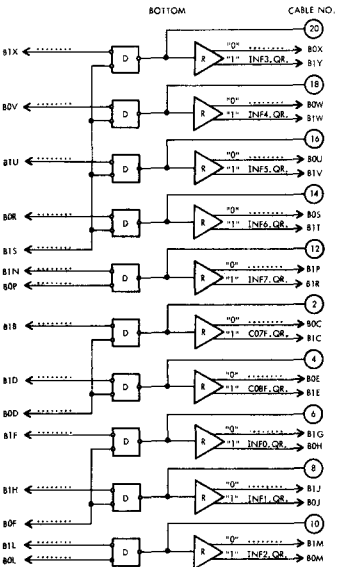 BOTTOM CABLE NO.
20
B1X D R "0" B0X
"1" INF3.QR. B1Y
18
B0V D R "0" B0W
"1" INF4.QR. B1W
16
B1U D R "0" B0U
"1" INF5.QR. B1V
14
B0R D R "0" B0S
"1" INF6.QR. B1T
B1S
12
B1N D R "0" B1P
B0P "1" INF7.QR. B1R
2
B1B D R "0" B0C
"1" C07F.QR. B1C
4
B1D D R "0" B0E
"1" C08F.QR. B1E
B0D
6
B1F D R "0" B1G
"1" INF0.QR. B0H
8
B1H D R "0" B1J
"1" INF1.QR. B0J
B0F
10
B1L D R "0" B1M
B0L "1" INF2.QR. B0M